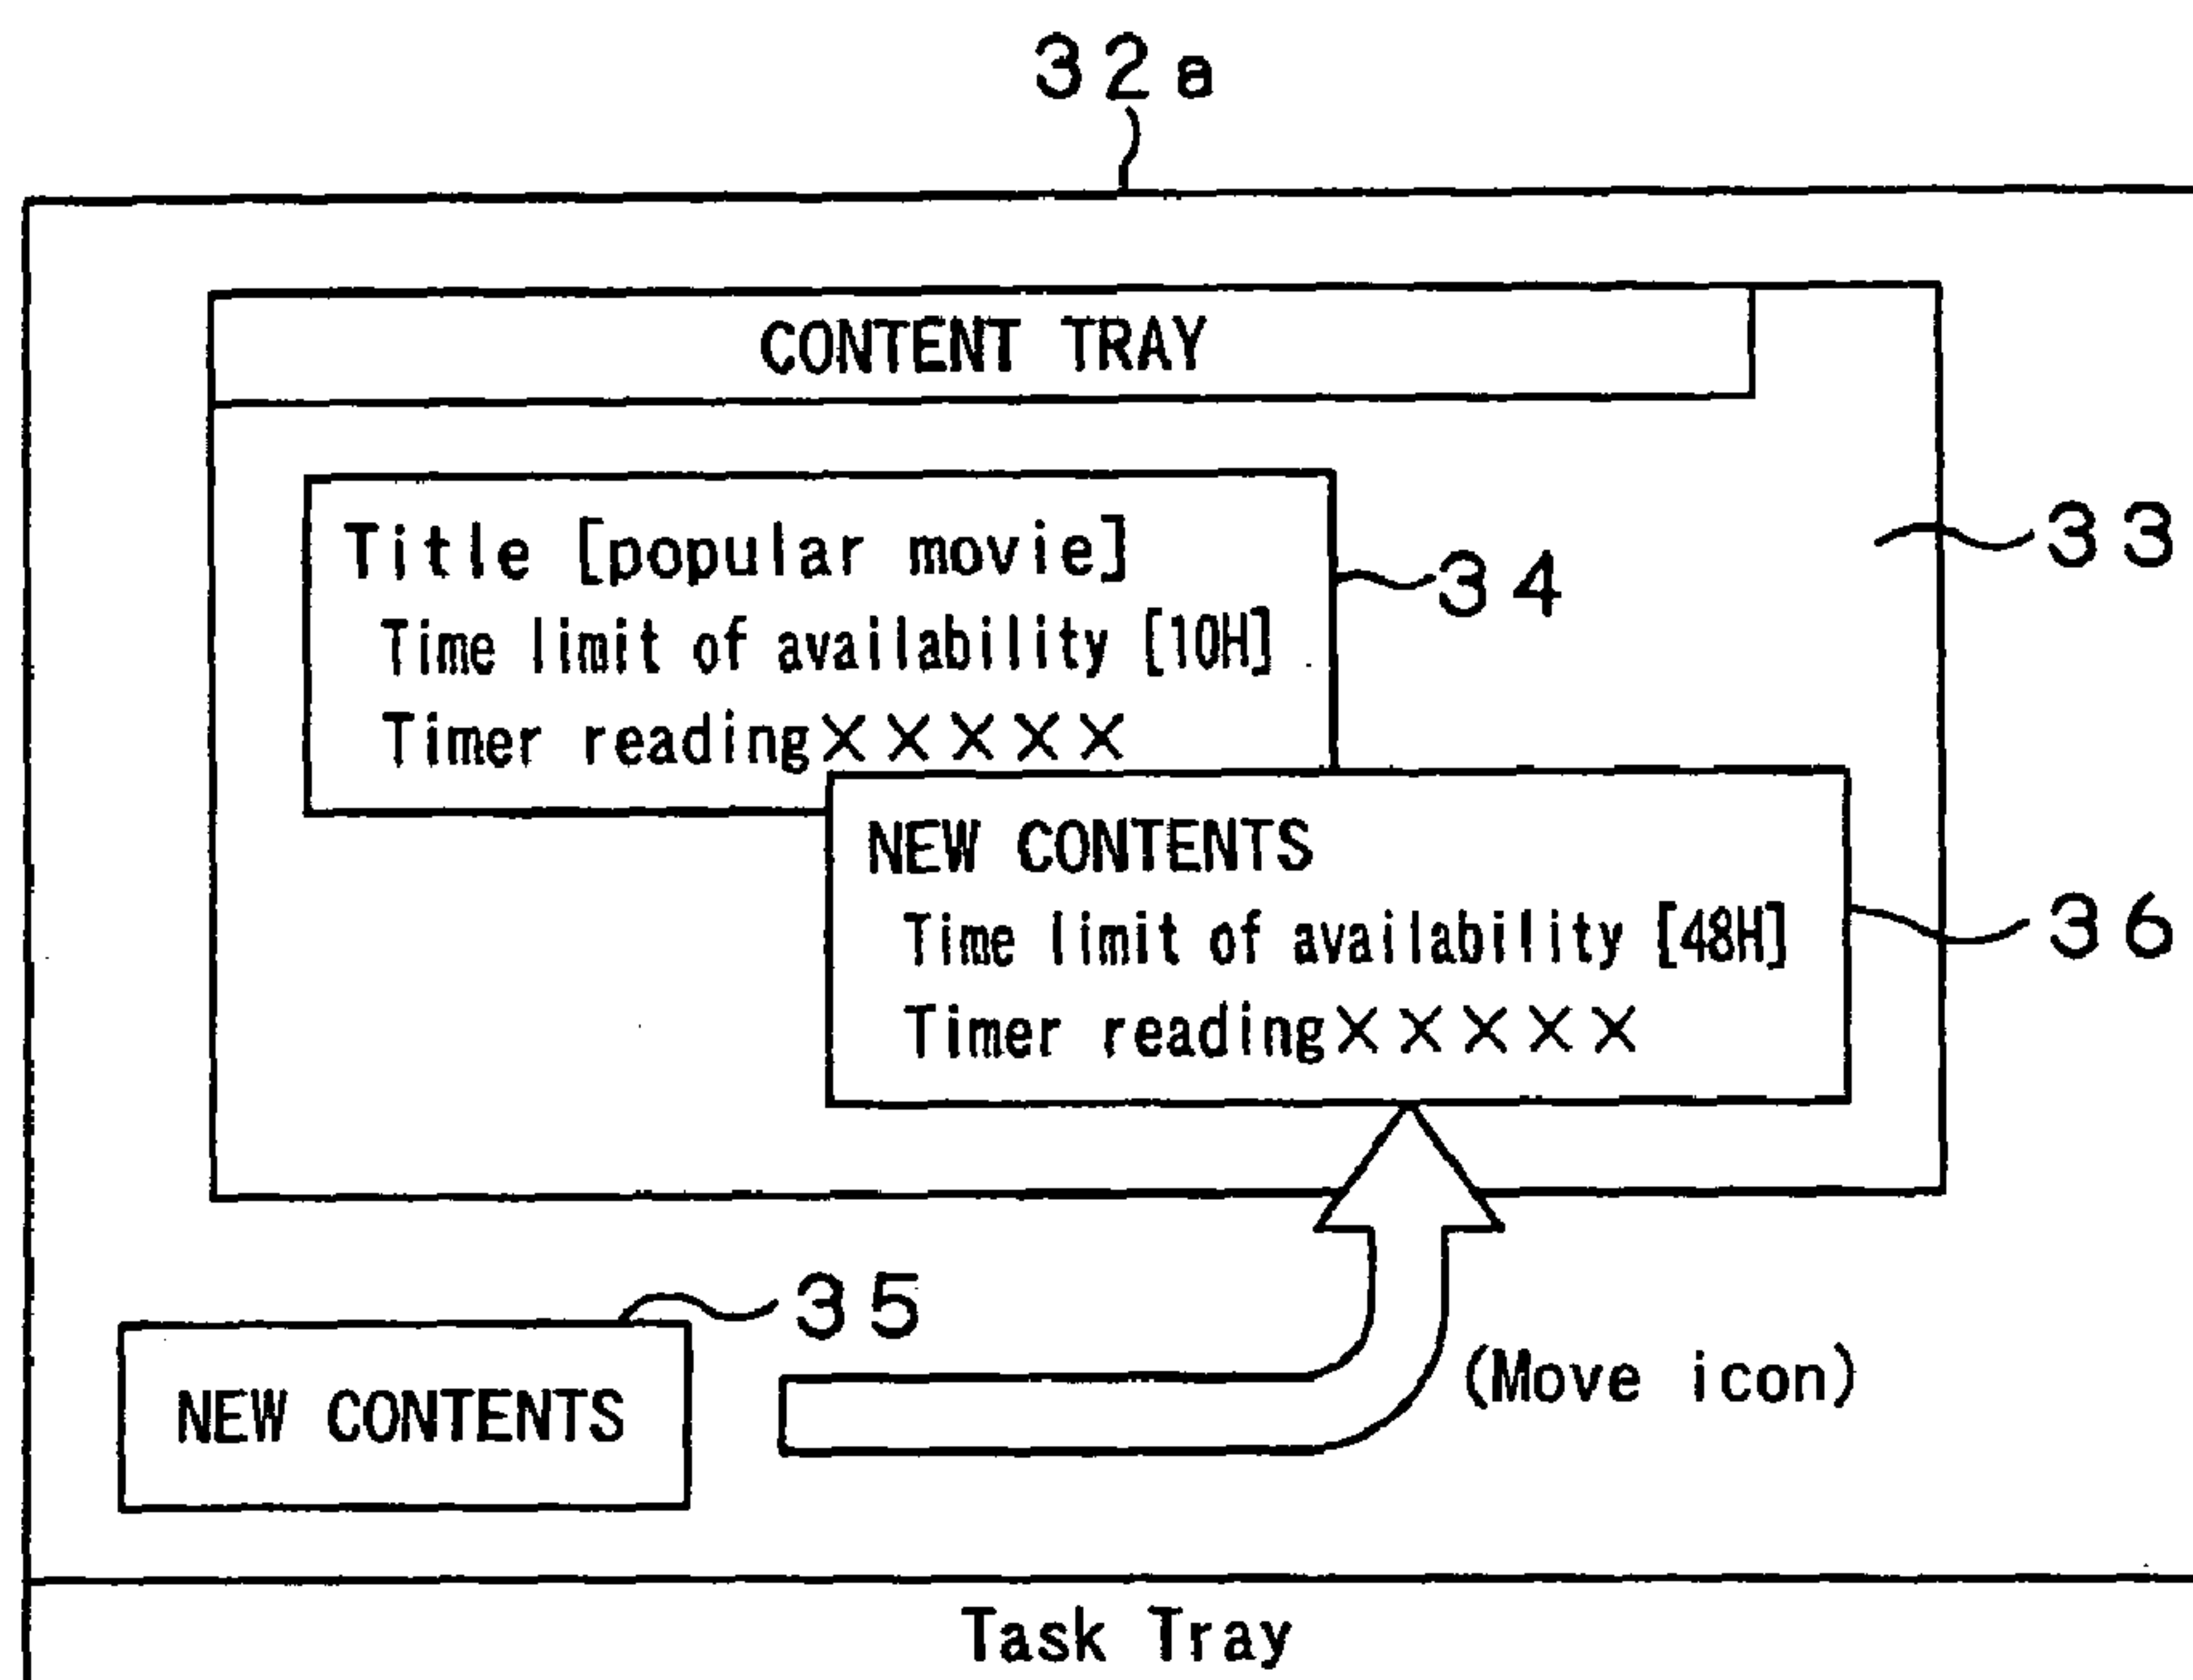 32a
CONTENT TRAY
33
Title [popular movie]
34
Time limit of availability [10H]
Timer reading×××××
NEW CONTENTS
36
Time limit of availability [48H]
Timer reading×××××
35
NEW CONTENTS
(Move icon)
Task Tray